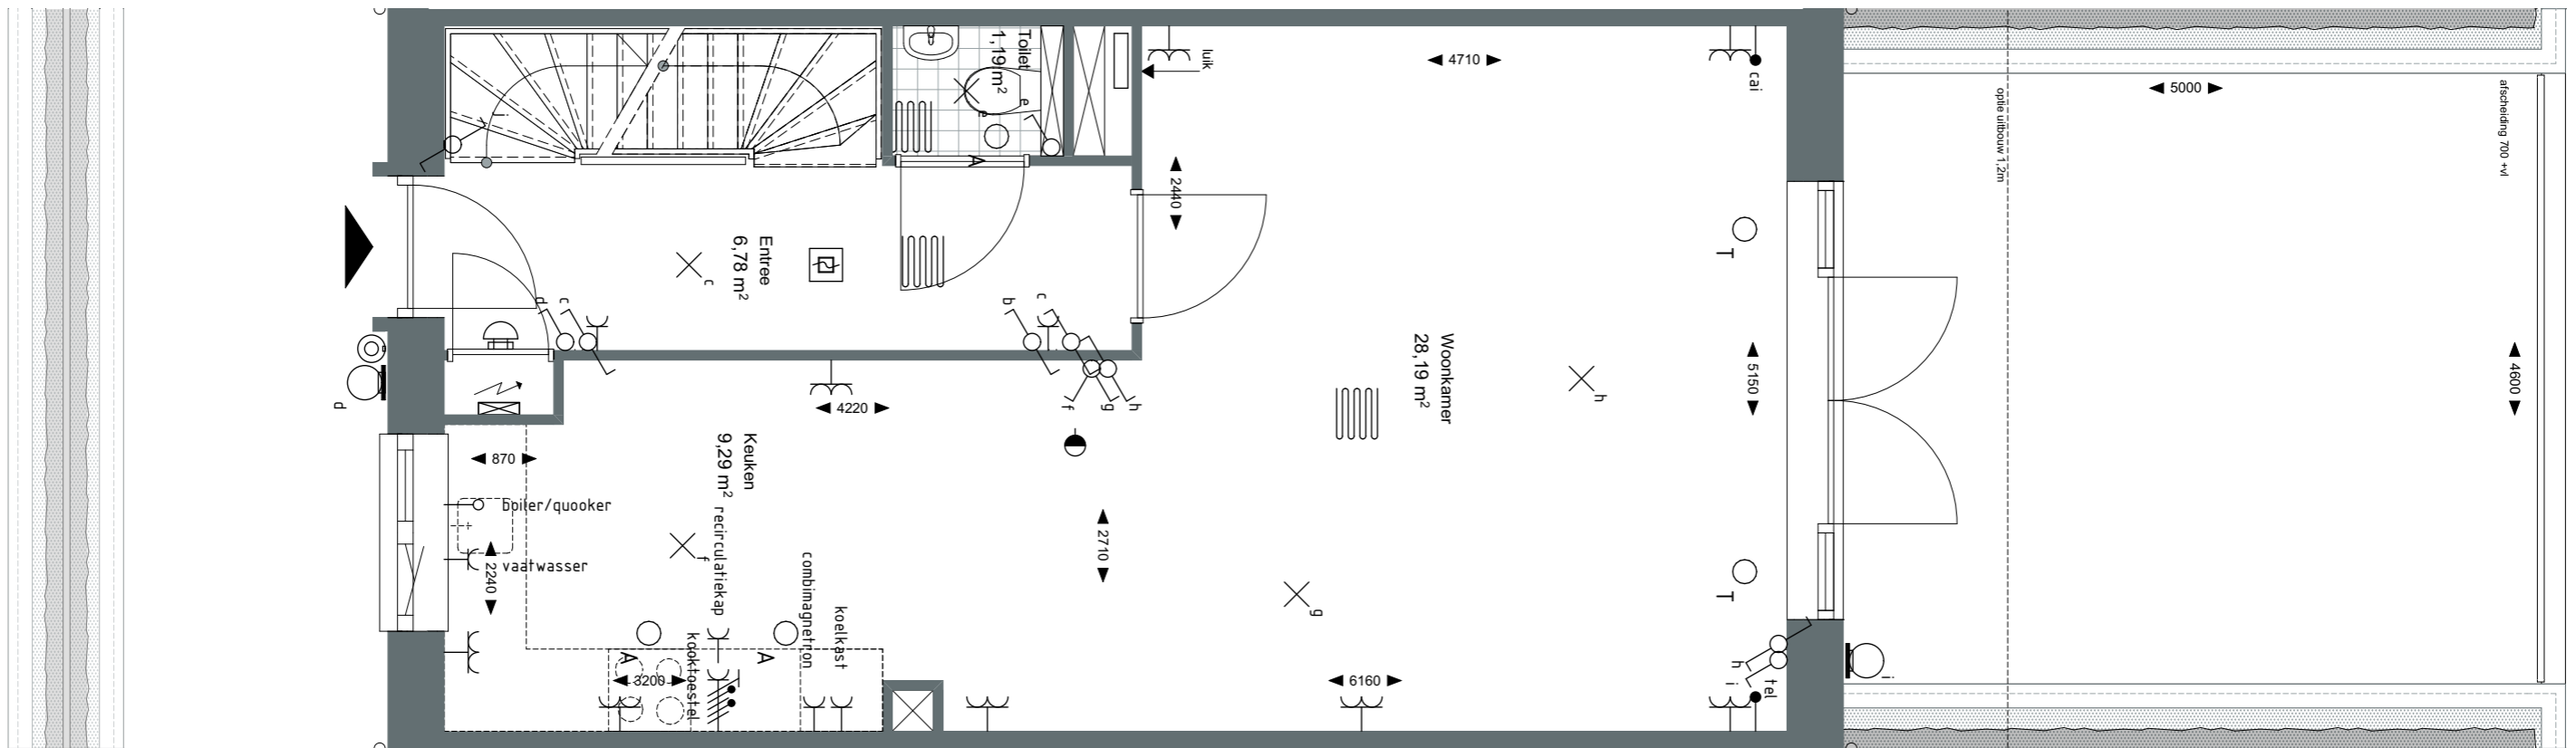 Toilet
1,19 m²
e
e
A
luik
4710
cai
optie uitbouw 1,2m
5000
afscheiding 700 +vl
2440
i
Entree
6,78 m²
c
d
c
b
c
T
Woonkamer
28,19 m²
h
5150
4600
d
4220
f
g
h
870
Keuken
9,29 m²
boiler/quooker
recirculatiekap
f
vaatwasser
2240
combimagnetron
koelkast
2710
g
T
A
A
kooktoestel
3200
6160
h
i
tel
i